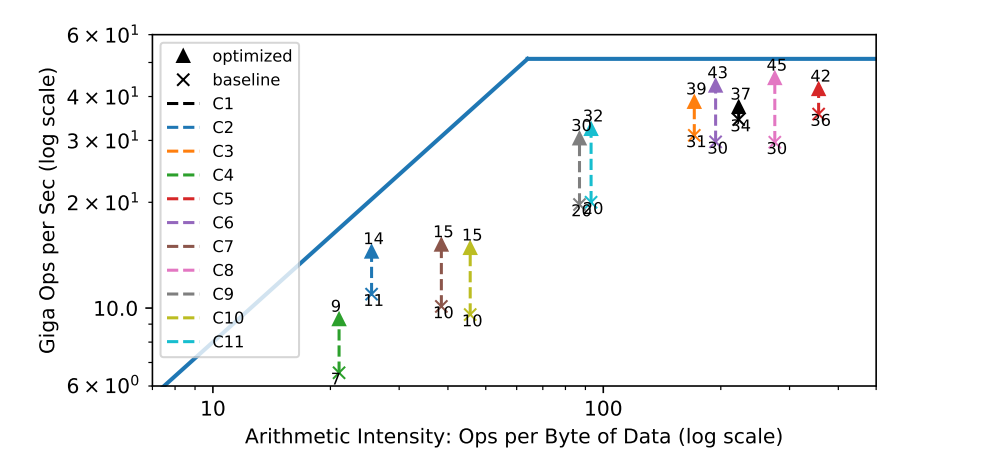 6 × 10¹
4 × 10¹
3 × 10¹
2 × 10¹
10.0
6 × 10⁰
Giga Ops per Sec (log scale)
optimized
baseline
C1
C2
C3
C4
C5
C6
C7
C8
C9
C10
C11
9
7
14
11
15
10
15
10
30
20
32
20
39
31
43
30
37
34
45
30
42
36
10
100
Arithmetic Intensity: Ops per Byte of Data (log scale)